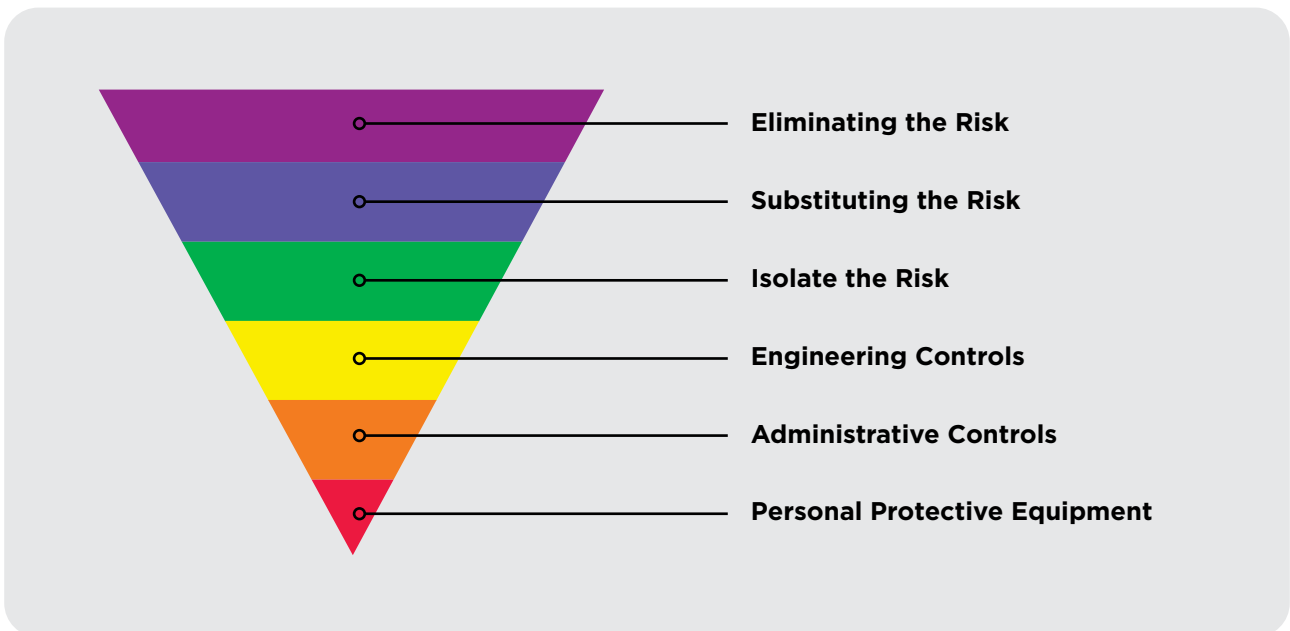 Eliminating the Risk
Substituting the Risk
Isolate the Risk
Engineering Controls
Administrative Controls
Personal Protective Equipment